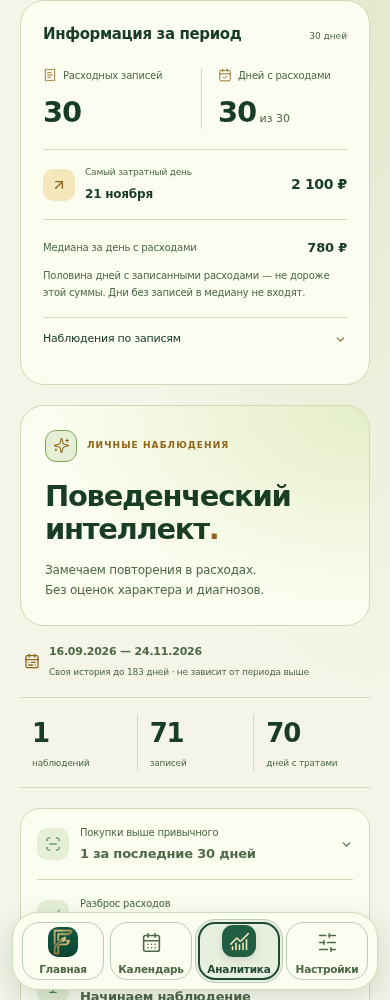 Информация за период
30 дней
Расходных записей
Дней с расходами
30
30 из 30
Самый затратный день
21 ноября
2 100 ₽
Медиана за день с расходами
780 ₽
Половина дней с записанными расходами — не дороже
этой суммы. Дни без записей в медиану не входят.
Наблюдения по записям
ЛИЧНЫЕ НАБЛЮДЕНИЯ
Поведенческий
интеллект.
Замечаем повторения в расходах.
Без оценок характера и диагнозов.
16.09.2026 — 24.11.2026
Своя история до 183 дней · не зависит от периода выше
1
71
70
наблюдений
записей
дней с тратами
Покупки выше привычного
1 за последние 30 дней
Разброс расходов
Главная
Календарь
Аналитика
Настройки
Начинаем наблюдение